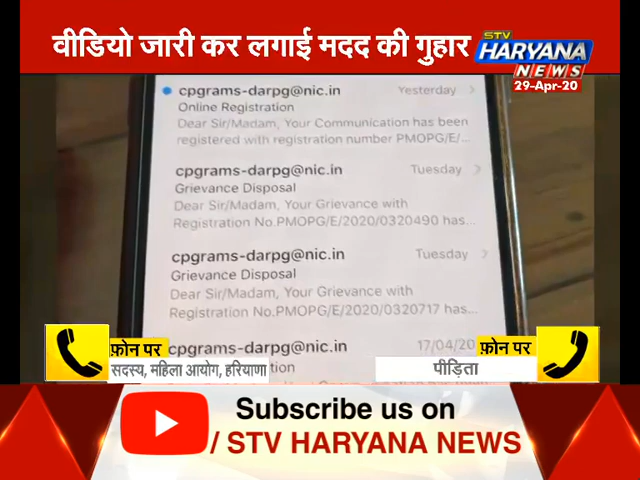 वीडियो जारी कर लगाई मदद की गुहार
STV
HARYANA
NEWS
29-Apr-20
cpgrams-darpg@nic.in Yesterday
Online Registration
Dear Sir/Madam, Your Communication has been
registered with registration number PMOPG/E/...
cpgrams-darpg@nic.in Tuesday
Grievance Disposal
Dear Sir/Madam, Your Grievance with
Registration No.PMOPG/E/2020/0320490 has...
cpgrams-darpg@nic.in Tuesday
Grievance Disposal
Dear Sir/Madam, Your Grievance with
Registration No.PMOPG/E/2020/0320717 has...
cpgrams-darpg@nic.in 17/04/20
फ़ोन पर
सदस्य, महिला आयोग, हरियाणा
फ़ोन पर
पीड़िता
Subscribe us on
/ STV HARYANA NEWS